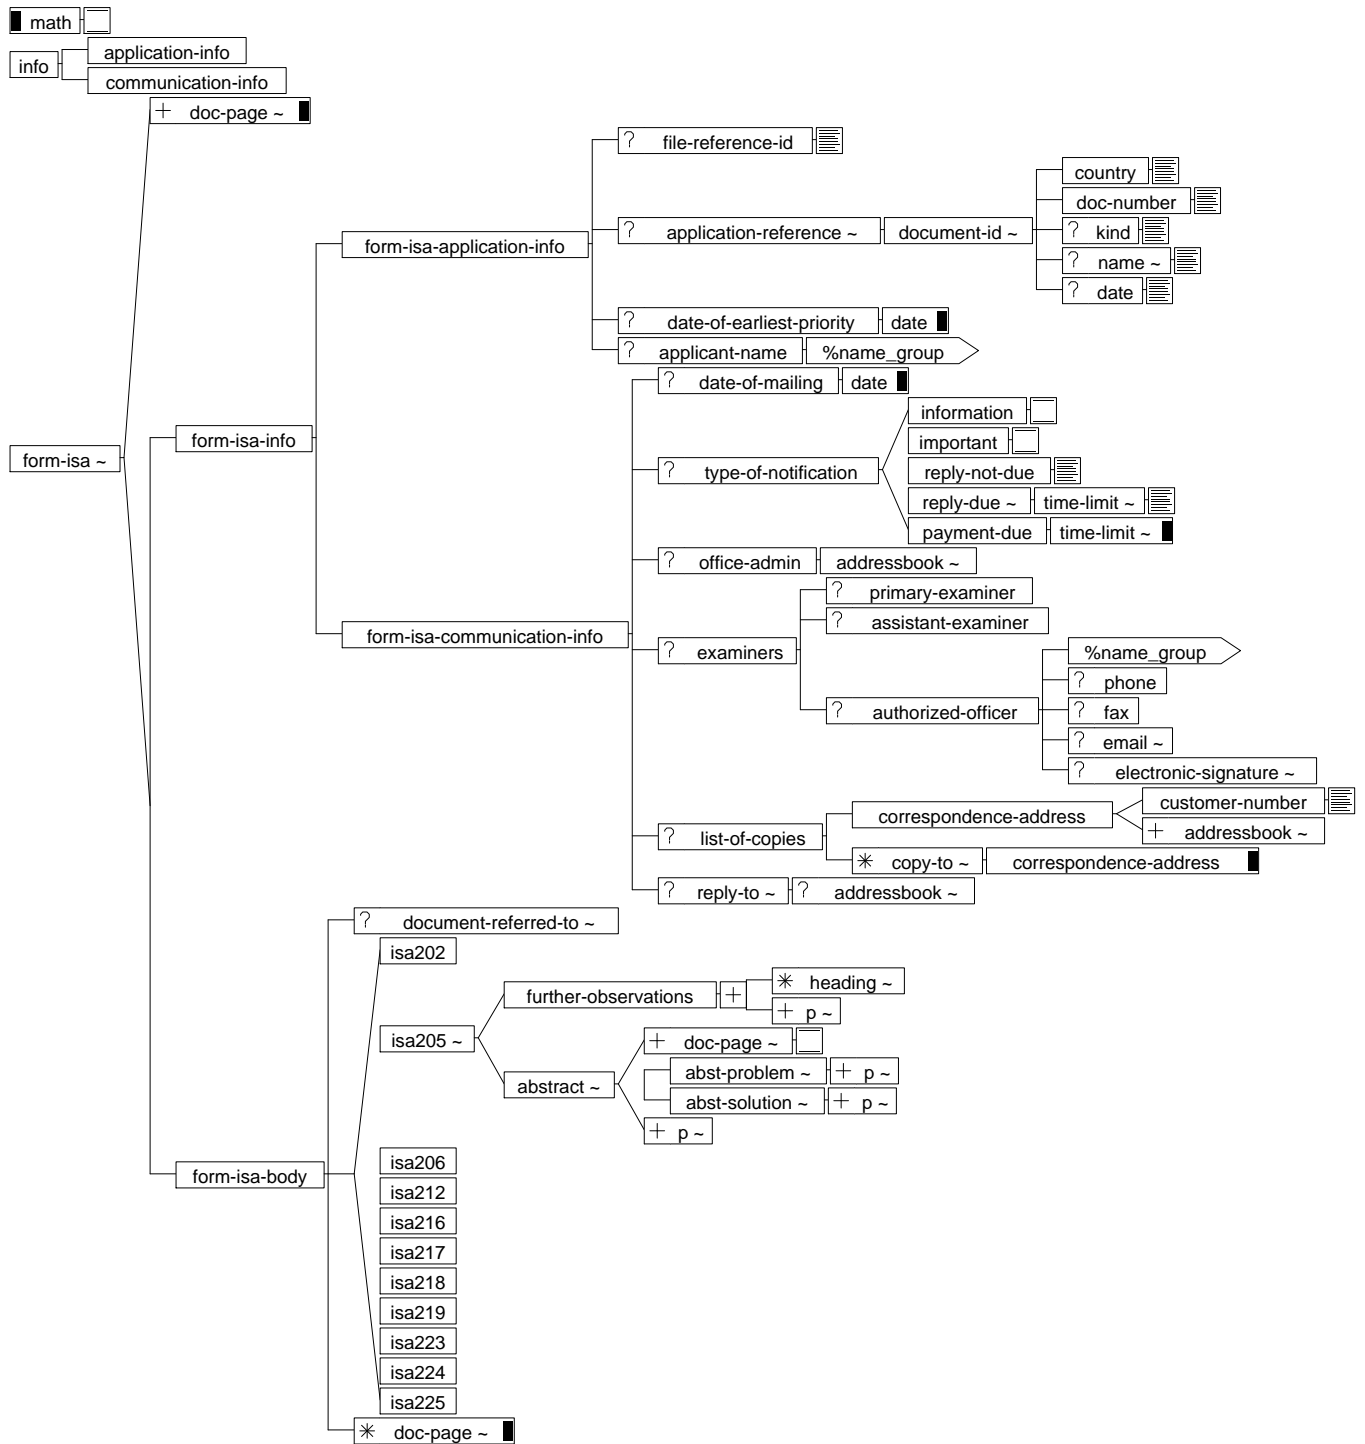 math
application-info
info
communication-info
+ doc-page ~
? file-reference-id
country
doc-number
? application-reference ~ document-id ~ ? kind
form-isa-application-info
? name ~
? date
? date-of-earliest-priority date
? applicant-name %name_group
? date-of-mailing date
information
form-isa-info
important
form-isa ~
? type-of-notification reply-not-due
reply-due ~ time-limit ~
payment-due time-limit ~
? office-admin addressbook ~
? primary-examiner
? assistant-examiner
form-isa-communication-info
? examiners %name_group
? phone
? authorized-officer ? fax
? email ~
? electronic-signature ~
customer-number
correspondence-address
? list-of-copies + addressbook ~
* copy-to ~ correspondence-address
? reply-to ~ ? addressbook ~
? document-referred-to ~
isa202
* heading ~
further-observations +
+ p ~
isa205 ~ + doc-page ~
abst-problem ~ + p ~
abstract ~
abst-solution ~ + p ~
+ p ~
isa206
form-isa-body
isa212
isa216
isa217
isa218
isa219
isa223
isa224
isa225
* doc-page ~